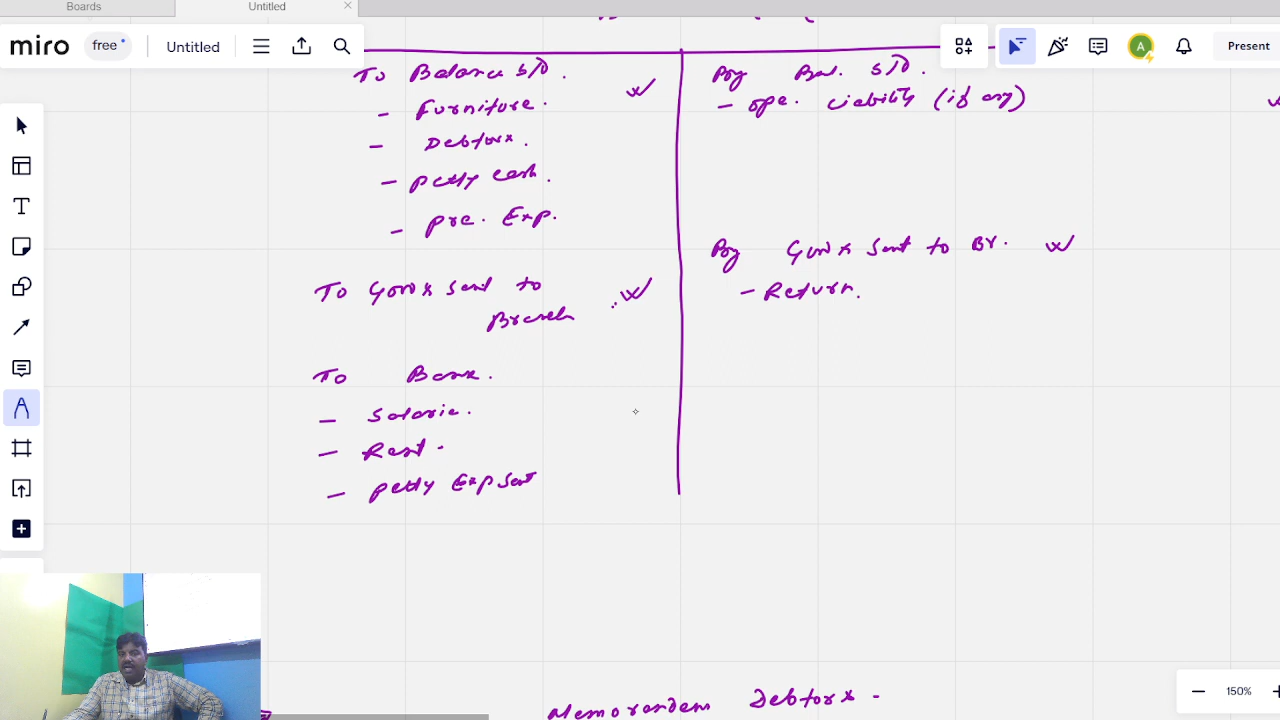 Boards
Untitled
miro
free
Untitled
Present
To Balance b/D.
- Furniture.
- Debtors.
- petty cash.
- pre. Exp.
To Goods sent to
Branch
To Bank.
- Salarie.
- Rent.
- petty Exp sent
By Bal. b/D.
- ope. Liability (if any)
By Goods sent to Br.
- Return.
Memorandam Debtors -
A
150%